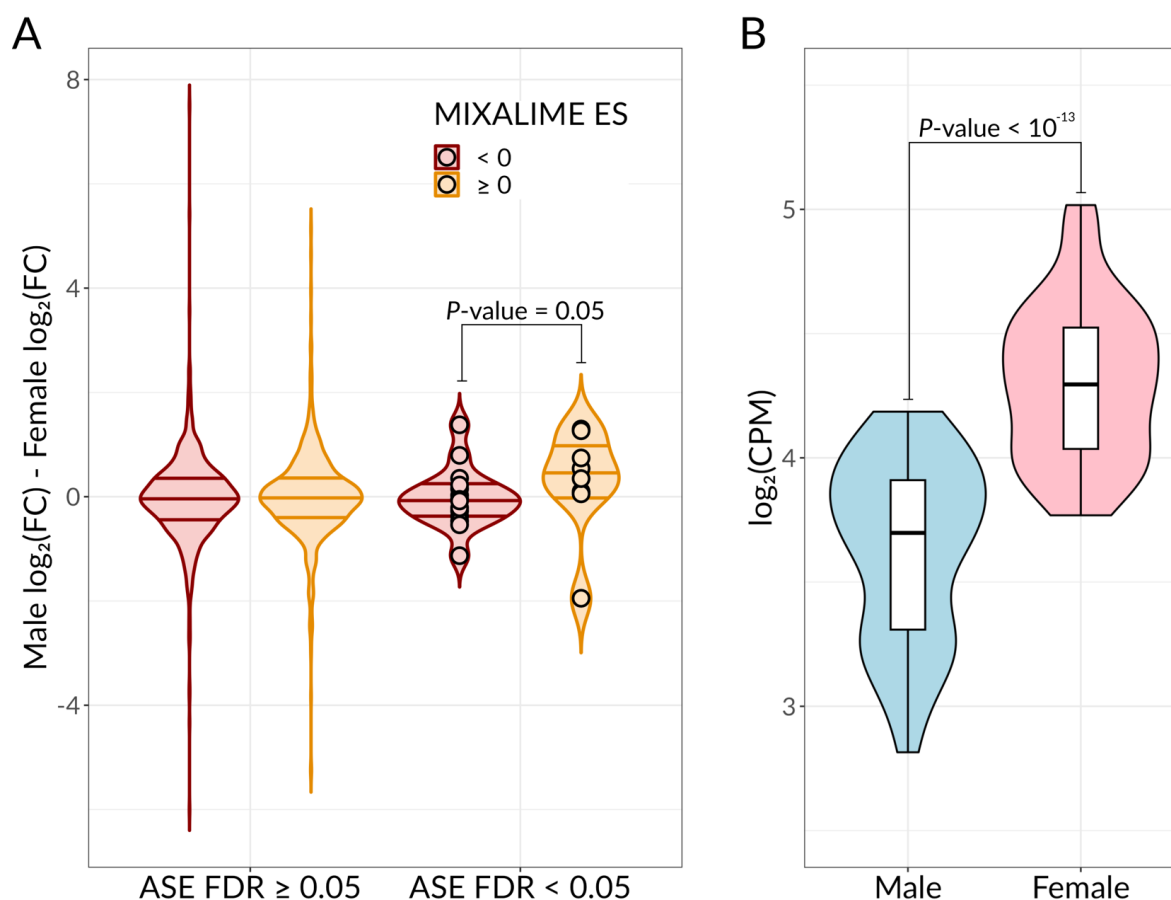 A
Male log₂(FC) - Female log₂(FC)
8
4
0
-4
MIXALIME ES
< 0
≥ 0
P-value = 0.05
ASE FDR ≥ 0.05
ASE FDR < 0.05
B
log₂(CPM)
5
4
3
P-value < 10⁻¹³
Male
Female